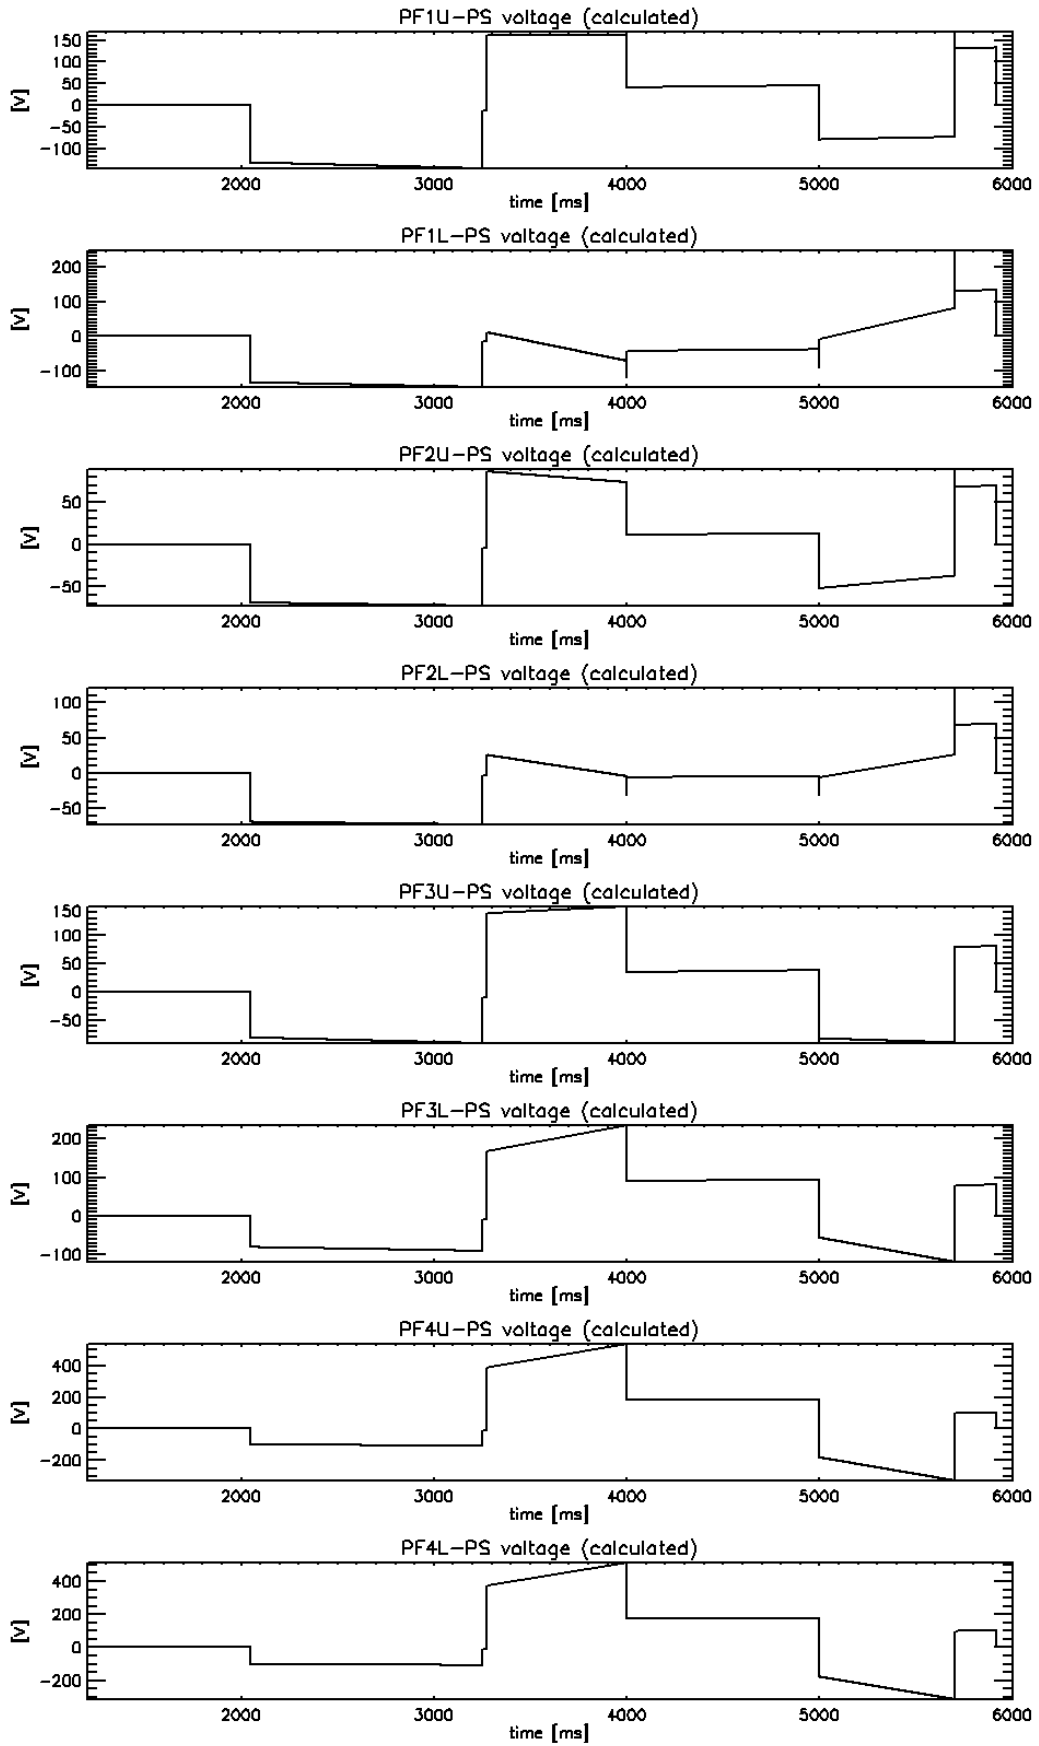 PF1U-PS voltage (calculated)
150
100
50
0
-50
-100
[V]
2000 3000 4000 5000 6000
time [ms]
PF1L-PS voltage (calculated)
200
100
0
-100
[V]
2000 3000 4000 5000 6000
time [ms]
PF2U-PS voltage (calculated)
50
0
-50
[V]
2000 3000 4000 5000 6000
time [ms]
PF2L-PS voltage (calculated)
100
50
0
-50
[V]
2000 3000 4000 5000 6000
time [ms]
PF3U-PS voltage (calculated)
150
100
50
0
-50
[V]
2000 3000 4000 5000 6000
time [ms]
PF3L-PS voltage (calculated)
200
100
0
-100
[V]
2000 3000 4000 5000 6000
time [ms]
PF4U-PS voltage (calculated)
400
200
0
-200
[V]
2000 3000 4000 5000 6000
time [ms]
PF4L-PS voltage (calculated)
400
200
0
-200
[V]
2000 3000 4000 5000 6000
time [ms]